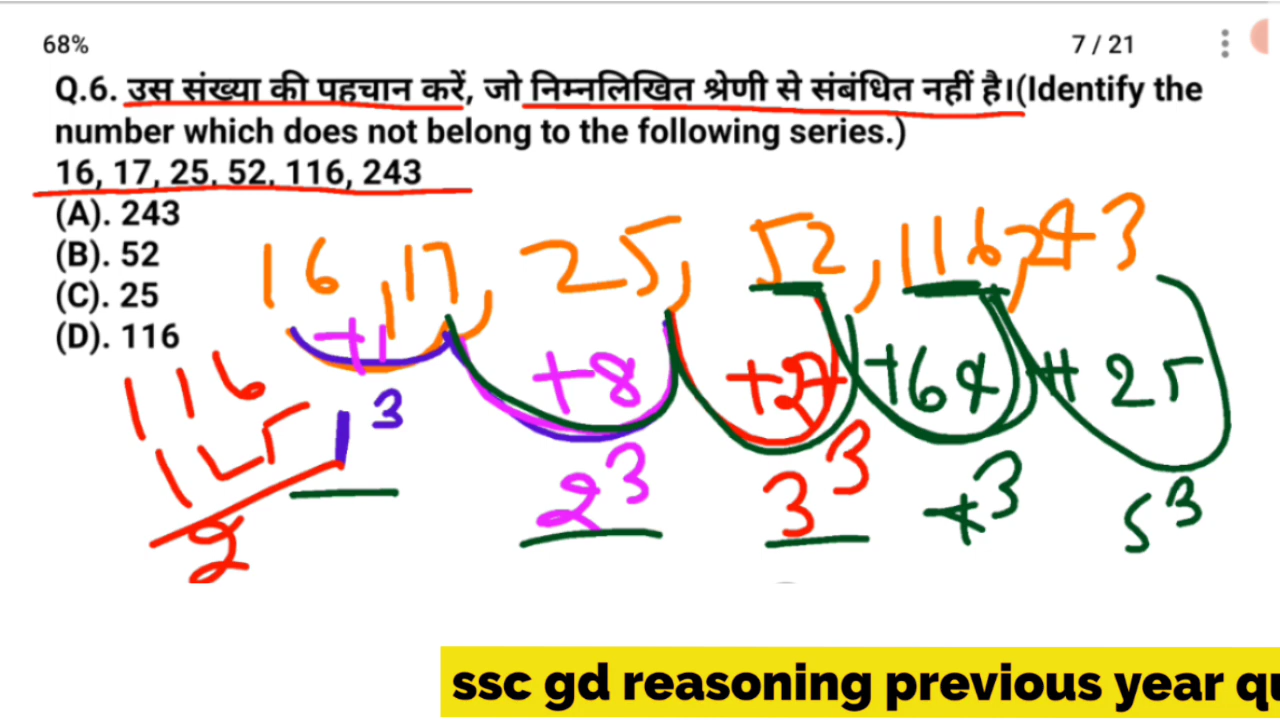 68%
7 / 21
Q.6. उस संख्या की पहचान करें, जो निम्नलिखित श्रेणी से संबंधित नहीं है।(Identify the
number which does not belong to the following series.)
16, 17, 25, 52, 116, 243
(A). 243
(B). 52
(C). 25
(D). 116
16, 17, 25, 52, 116, 243
+1 +8 +27 +64 +125
1³ 2³ 3³ 4³ 5³
116
125
2
ssc gd reasoning previous year qu